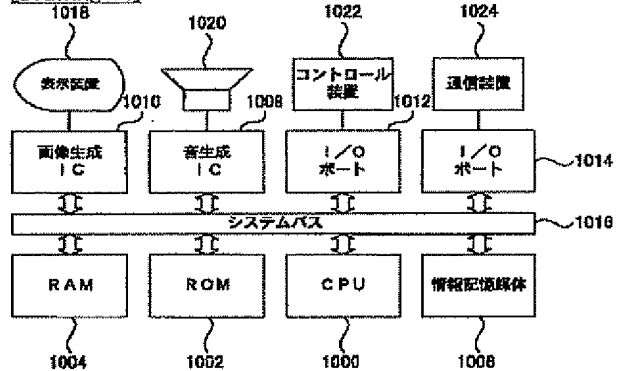 1018
1020
1022
1024
表示装置
コントロール
装置
通信装置
1010
1008
1012
画像生成
IC
音生成
IC
I/O
ポート
I/O
ポート
1014
システムバス
1016
RAM
ROM
CPU
情報記憶媒体
1004
1002
1000
1006